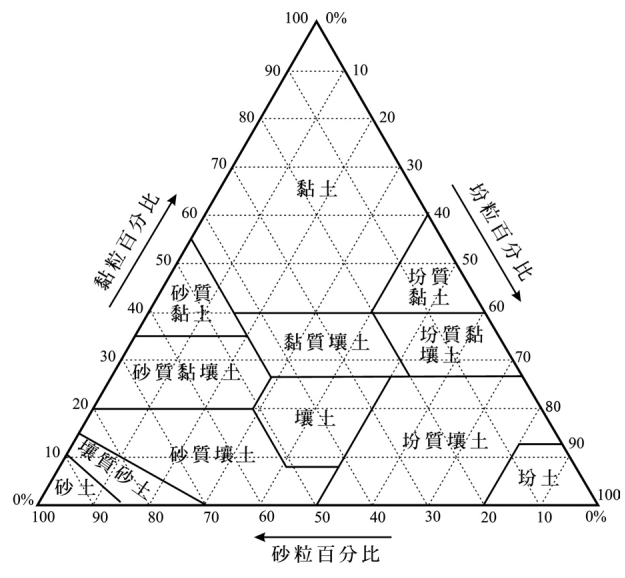 100 0%
90 10
80 20
70 30
黏土
60 40
黏粒百分比
坋粒百分比
50 50
坋質
黏土
砂質
黏土
40 60
黏質壤土
坋質黏
壤土
30 70
砂質黏壤土
20 80
壤土
坋質壤土
砂質壤土
10 90
壤質砂土
砂土
坋土
0% 100
100 90 80 70 60 50 40 30 20 10 0%
砂粒百分比